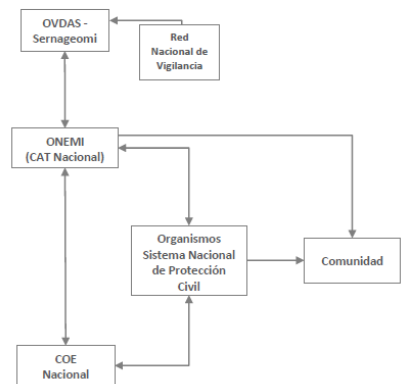 OVDAS -
Sernageomi
Red
Nacional de
Vigilancia
ONEMI
(CAT Nacional)
Organismos
Sistema Nacional
de Protección
Civil
Comunidad
COE
Nacional